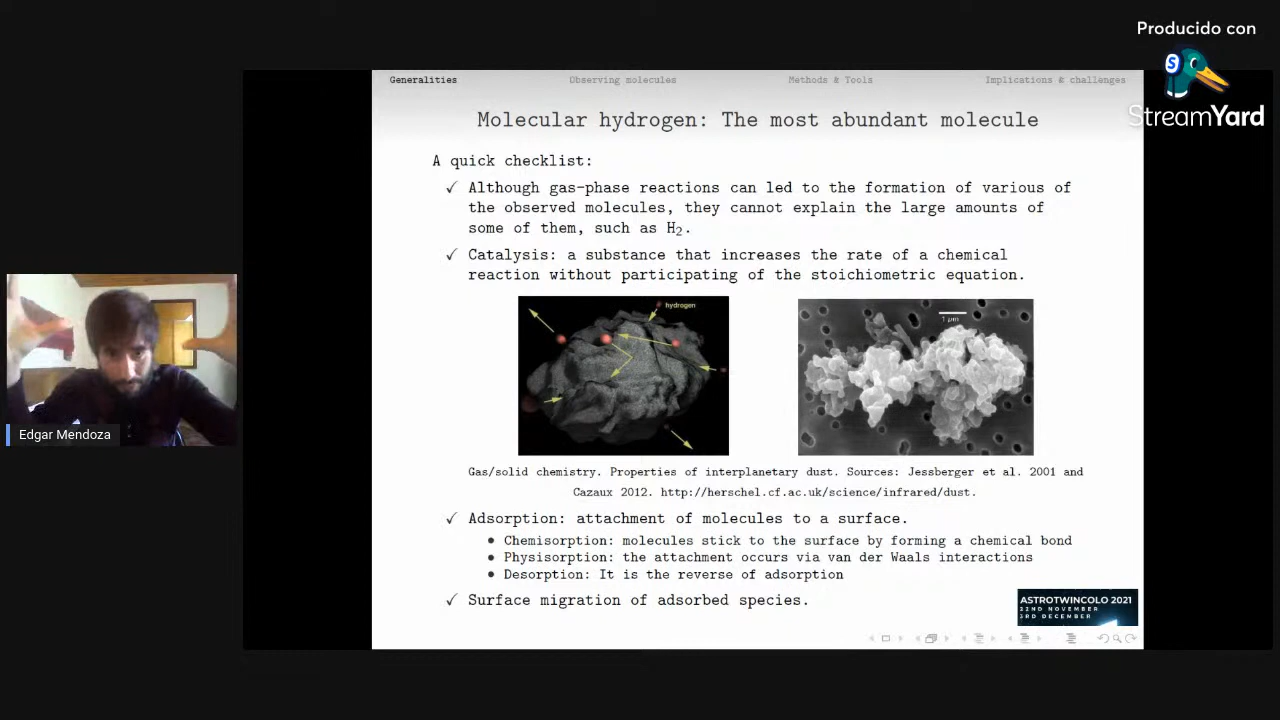 Producido con
StreamYard
Generalities Observing molecules Methods & Tools Implications & challenges
Molecular hydrogen: The most abundant molecule
A quick checklist:
✓ Although gas-phase reactions can led to the formation of various of
the observed molecules, they cannot explain the large amounts of
some of them, such as H₂.
✓ Catalysis: a substance that increases the rate of a chemical
reaction without participating of the stoichiometric equation.
hydrogen
1 µm
Edgar Mendoza
Gas/solid chemistry. Properties of interplanetary dust. Sources: Jessberger et al. 2001 and
Cazaux 2012. http://herschel.cf.ac.uk/science/infrared/dust.
✓ Adsorption: attachment of molecules to a surface.
• Chemisorption: molecules stick to the surface by forming a chemical bond
• Physisorption: the attachment occurs via van der Waals interactions
• Desorption: It is the reverse of adsorption
✓ Surface migration of adsorbed species.
ASTROTWINCOLO 2021
22ND NOVEMBER
3RD DECEMBER